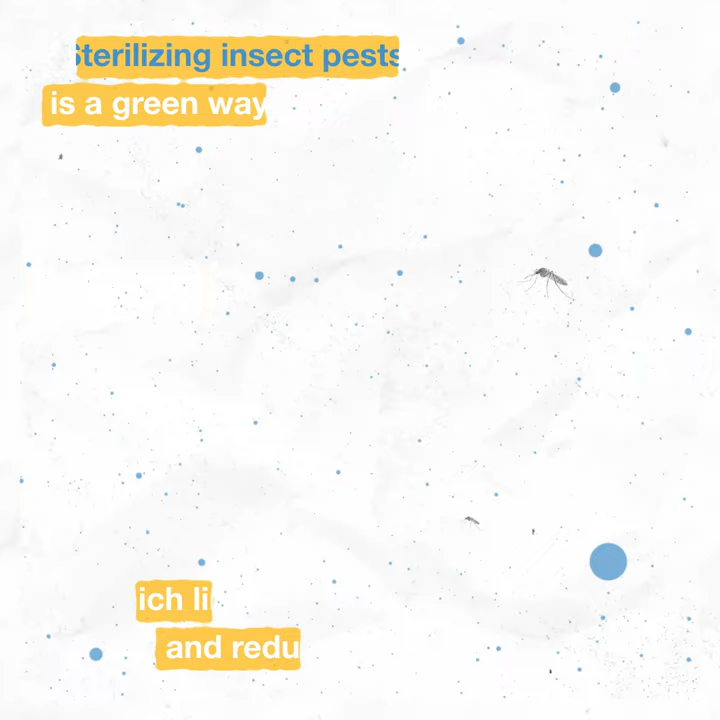 Sterilizing insect pests
is a green way
ich li
and redu